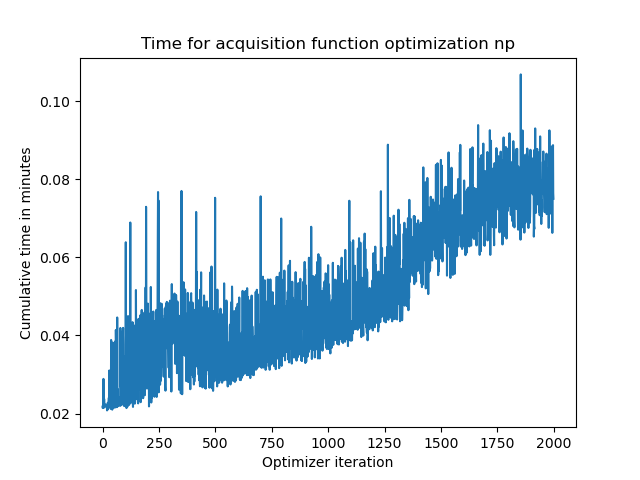 Time for acquisition function optimization np
Cumulative time in minutes
0.10
0.08
0.06
0.04
0.02
0 250 500 750 1000 1250 1500 1750 2000
Optimizer iteration